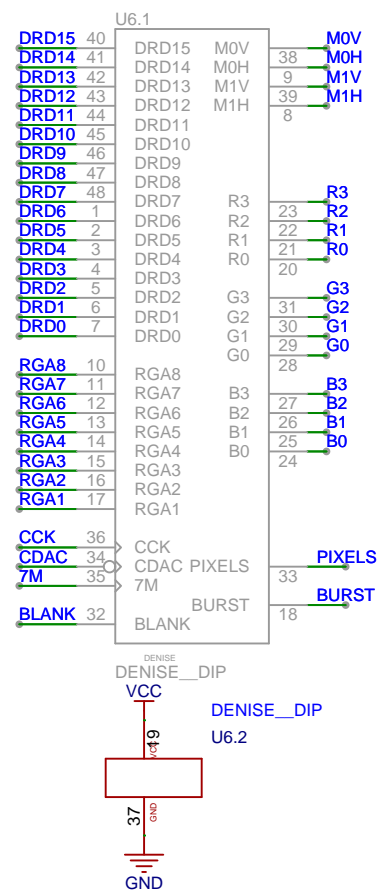 U6.1
DRD15 40 DRD15 M0V M0V
DRD14 41 DRD14 M0H 38 M0H
DRD13 42 DRD13 M1V 9 M1V
DRD12 43 DRD12 M1H 39 M1H
DRD11 44 DRD11 8
DRD10 45 DRD10
DRD9 46 DRD9
DRD8 47 DRD8
DRD7 48 DRD7 R3 R3
DRD6 1 DRD6 R2 23 R2
DRD5 2 DRD5 R1 22 R1
DRD4 3 DRD4 R0 21 R0
DRD3 4 DRD3 20
DRD2 5 DRD2 G3 G3
DRD1 6 DRD1 G2 31 G2
DRD0 7 DRD0 G1 30 G1
G0 29 G0
28
RGA8 10 RGA8
RGA7 11 RGA7 B3 B3
RGA6 12 RGA6 B2 27 B2
RGA5 13 RGA5 B1 26 B1
RGA4 14 RGA4 B0 25 B0
RGA3 15 RGA3 24
RGA2 16 RGA2
RGA1 17 RGA1
CCK 36 CCK
CDAC 34 CDAC PIXELS PIXELS
7M 35 7M 33
BURST BURST
BLANK 32 BLANK 18
DENISE
DENISE__DIP
VCC
DENISE__DIP
19 VCC
U6.2
37 GND
GND